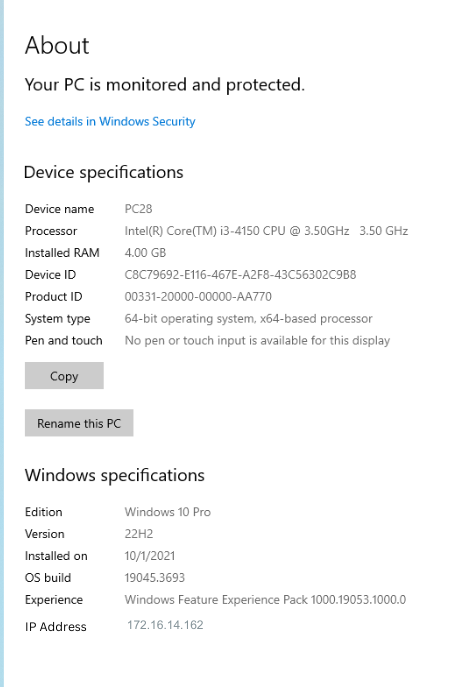 About
Your PC is monitored and protected.
See details in Windows Security
Device specifications
Device name PC28
Processor Intel(R) Core(TM) i3-4150 CPU @ 3.50GHz 3.50 GHz
Installed RAM 4.00 GB
Device ID C8C79692-E116-467E-A2F8-43C56302C9B8
Product ID 00331-20000-00000-AA770
System type 64-bit operating system, x64-based processor
Pen and touch No pen or touch input is available for this display
Copy
Rename this PC
Windows specifications
Edition Windows 10 Pro
Version 22H2
Installed on 10/1/2021
OS build 19045.3693
Experience Windows Feature Experience Pack 1000.19053.1000.0
IP Address 172.16.14.162